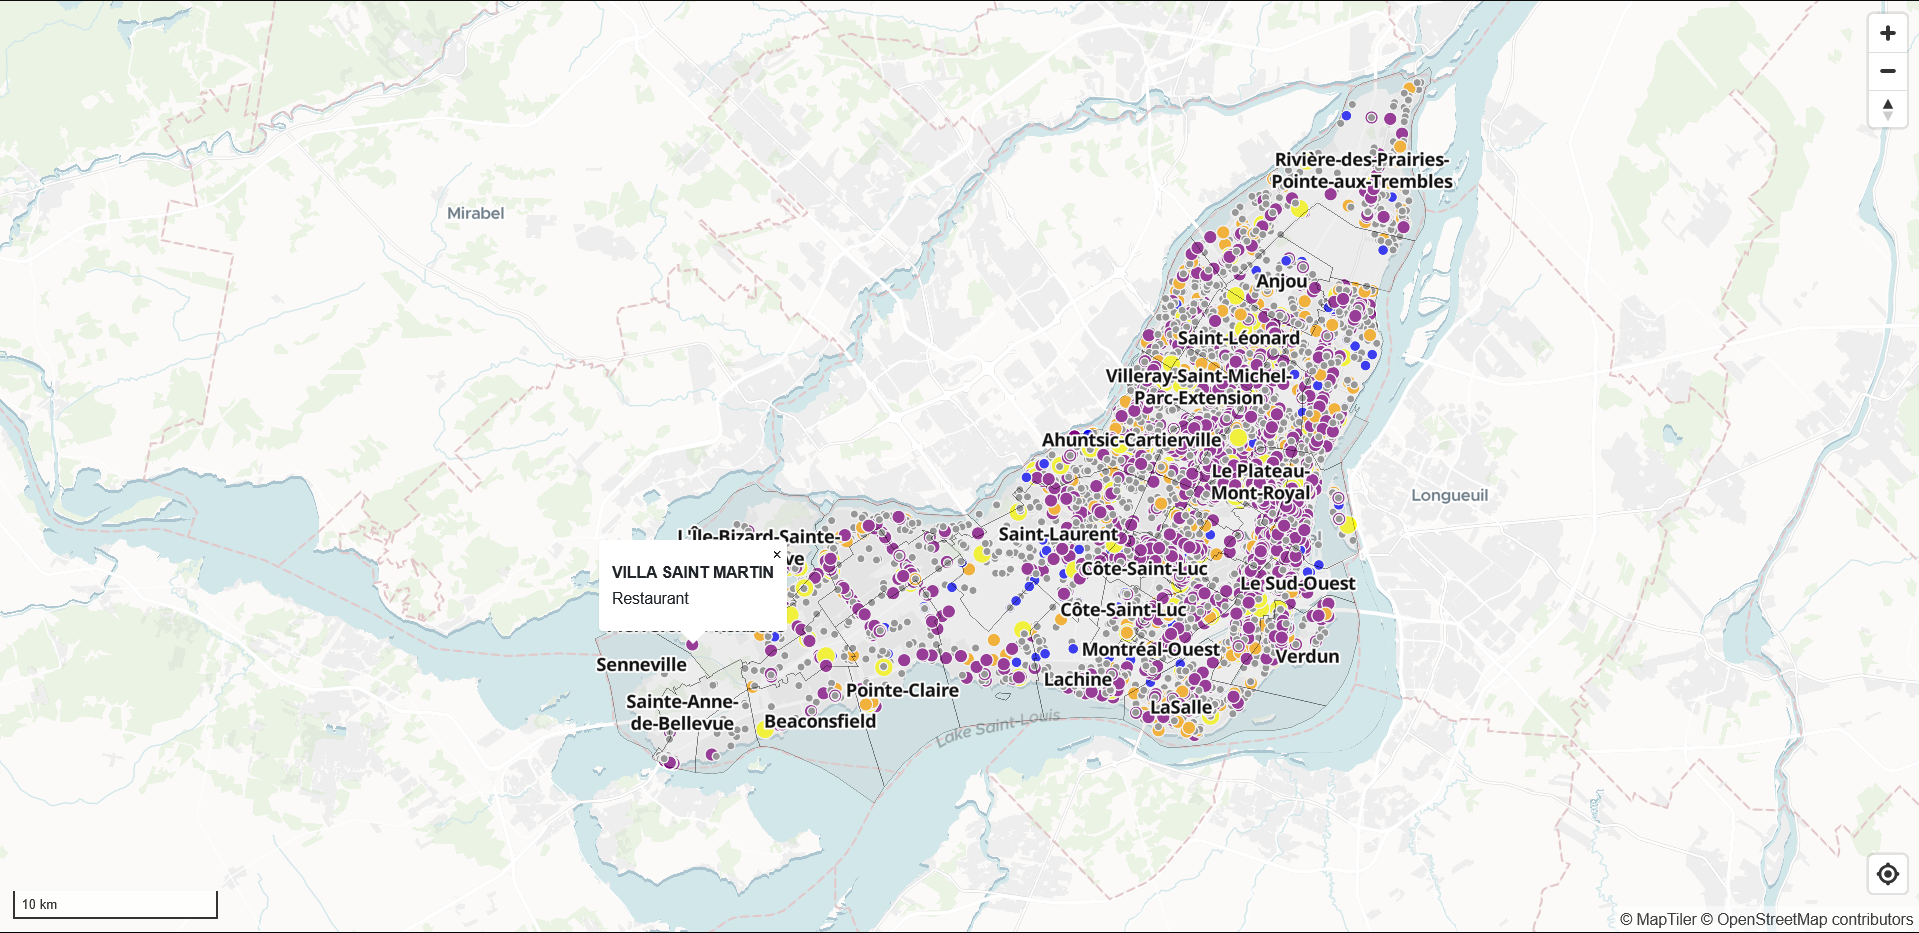 Rivière-des-Prairies-
Pointe-aux-Trembles
Mirabel
Anjou
Saint-Léonard
Villeray-Saint-Michel-
Parc-Extension
Ahuntsic-Cartierville
Le Plateau-
Mont-Royal
Longueuil
L'Île-Bizard-Sainte-
ve
Saint-Laurent
×
VILLA SAINT MARTIN
Restaurant
Côte-Saint-Luc
Le Sud-Ouest
Côte-Saint-Luc
Montréal Ouest
Verdun
Senneville
Lachine
Pointe-Claire
Sainte-Anne-
de-Bellevue
Beaconsfield
LaSalle
Lake Saint-Louis
10 km
© MapTiler © OpenStreetMap contributors